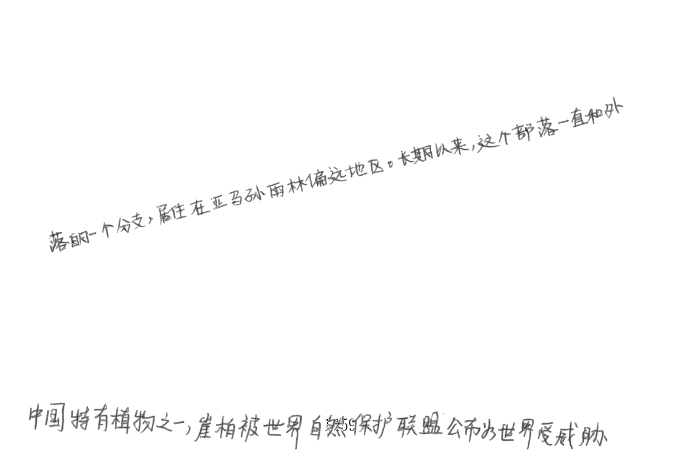 落的一个分支,居住在亚马孙雨林偏远地区。长期以来,这个部落一直和外
中国特有植物之一,崖柏被世界自然保护联盟公布为世界受威胁